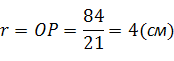 r = OP = 84/21 = 4(см)